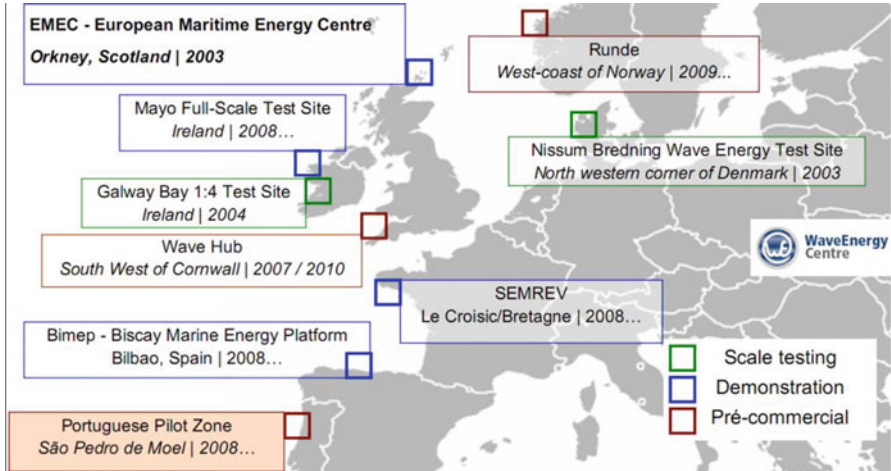 EMEC - European Maritime Energy Centre
Orkney, Scotland | 2003
Runde
West-coast of Norway | 2009...
Mayo Full-Scale Test Site
Ireland | 2008…
Nissum Bredning Wave Energy Test Site
North western corner of Denmark | 2003
Galway Bay 1:4 Test Site
Ireland | 2004
Wave Hub
South West of Cornwall | 2007 / 2010
WaveEnergy
Centre
SEMREV
Le Croisic/Bretagne | 2008…
Bimep - Biscay Marine Energy Platform
Bilbao, Spain | 2008…
Scale testing
Demonstration
Pré-commercial
Portuguese Pilot Zone
São Pedro de Moel | 2008…